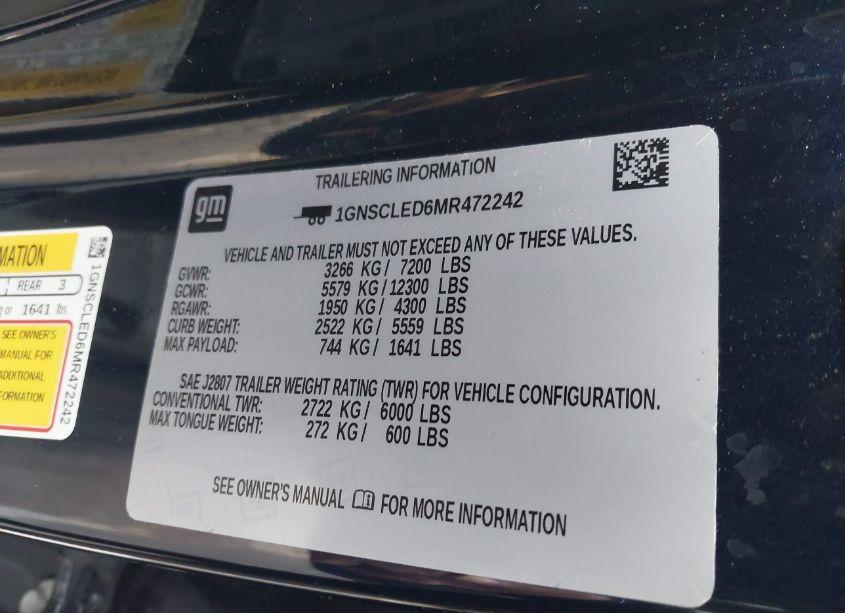 MATION
REAR 3
g or 1641 lbs
SEE OWNER'S
MANUAL FOR
ADDITIONAL
FORMATION
1GNSCLED6MR472242
gm
TRAILERING INFORMATION
1GNSCLED6MR472242
VEHICLE AND TRAILER MUST NOT EXCEED ANY OF THESE VALUES.
GVWR: 3266 KG / 7200 LBS
GCWR: 5579 KG / 12300 LBS
RGAWR: 1950 KG / 4300 LBS
CURB WEIGHT: 2522 KG / 5559 LBS
MAX PAYLOAD: 744 KG / 1641 LBS
SAE J2807 TRAILER WEIGHT RATING (TWR) FOR VEHICLE CONFIGURATION.
CONVENTIONAL TWR: 2722 KG / 6000 LBS
MAX TONGUE WEIGHT: 272 KG / 600 LBS
SEE OWNER'S MANUAL FOR MORE INFORMATION